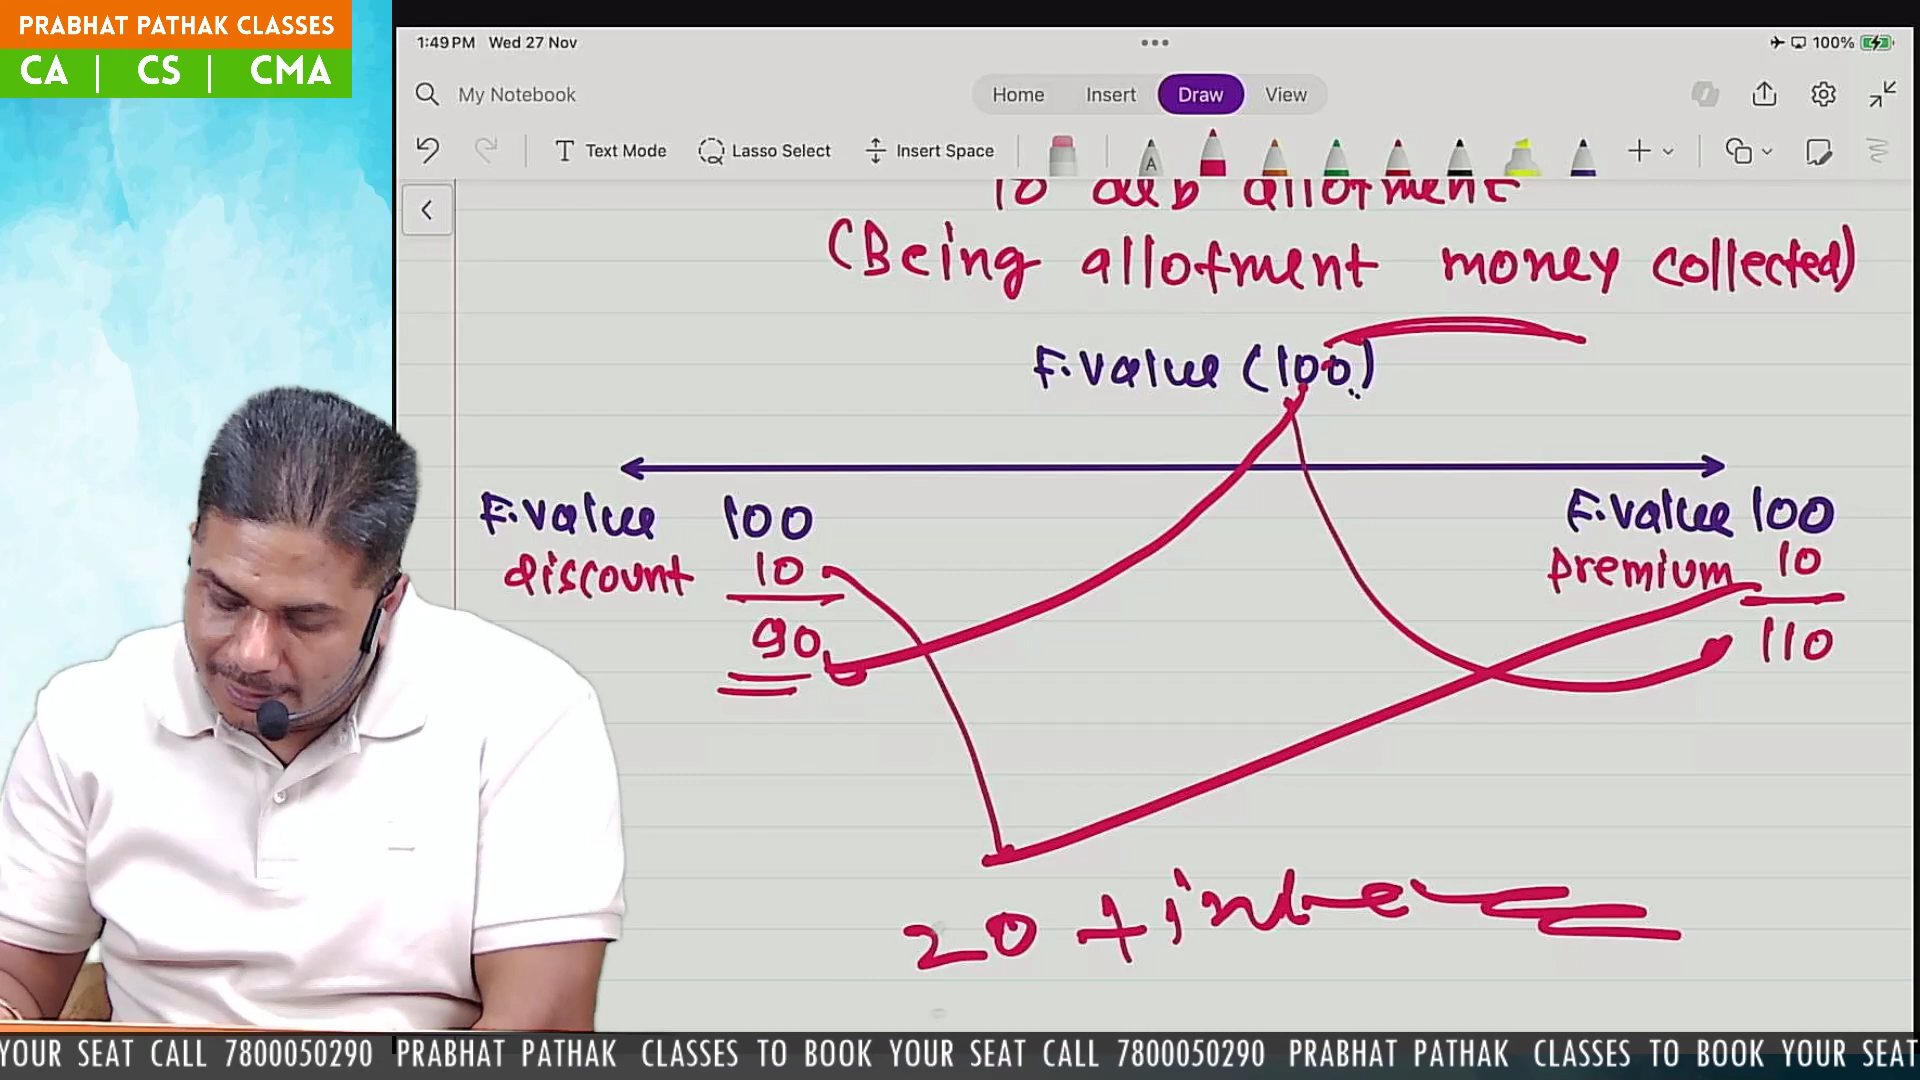 PRABHAT PATHAK CLASSES
CA | CS | CMA
1:49 PM Wed 27 Nov
100%
My Notebook
Home Insert Draw View
Text Mode Lasso Select Insert Space
A
To deb allotment
(Being allotment money collected)
F.value (100)
F.value 100
discount 10
90
F.value 100
premium 10
110
20 +
YOUR SEAT CALL 7800050290 PRABHAT PATHAK CLASSES TO BOOK YOUR SEAT CALL 7800050290 PRABHAT PATHAK CLASSES TO BOOK YOUR SEAT